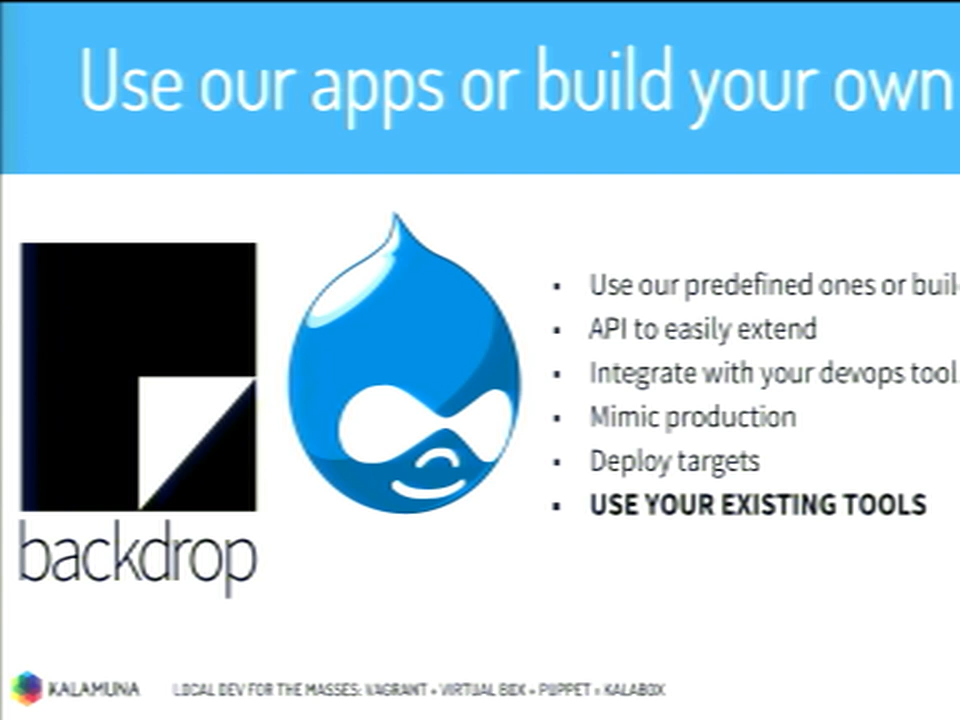 Use our apps or build your own
Use our predefined ones or buil
API to easily extend
Integrate with your devops tool
Mimic production
Deploy targets
USE YOUR EXISTING TOOLS
backdrop
KALAMUNA
LOCAL DEV FOR THE MASSES: VAGRANT + VIRTUAL BOX + PUPPET = KALABOX